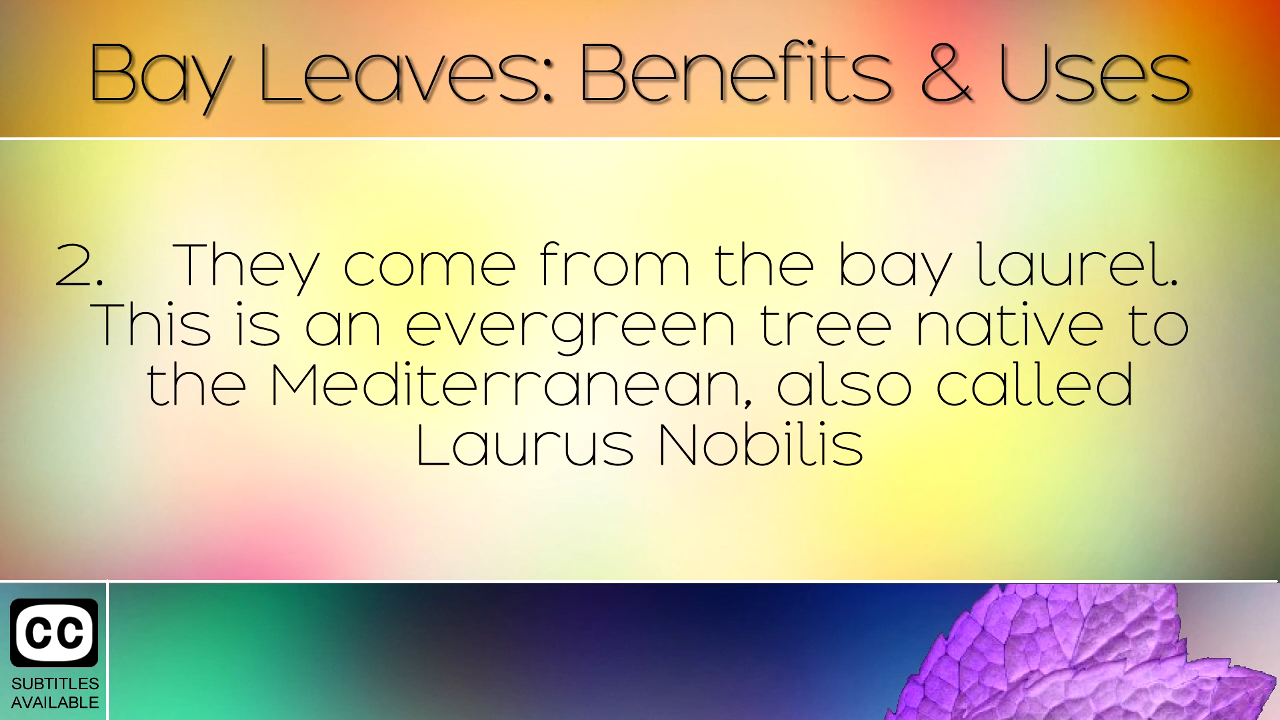 Bay Leaves: Benefits & Uses
2. They come from the bay laurel.
This is an evergreen tree native to
the Mediterranean, also called
Laurus Nobilis
CC
SUBTITLES
AVAILABLE